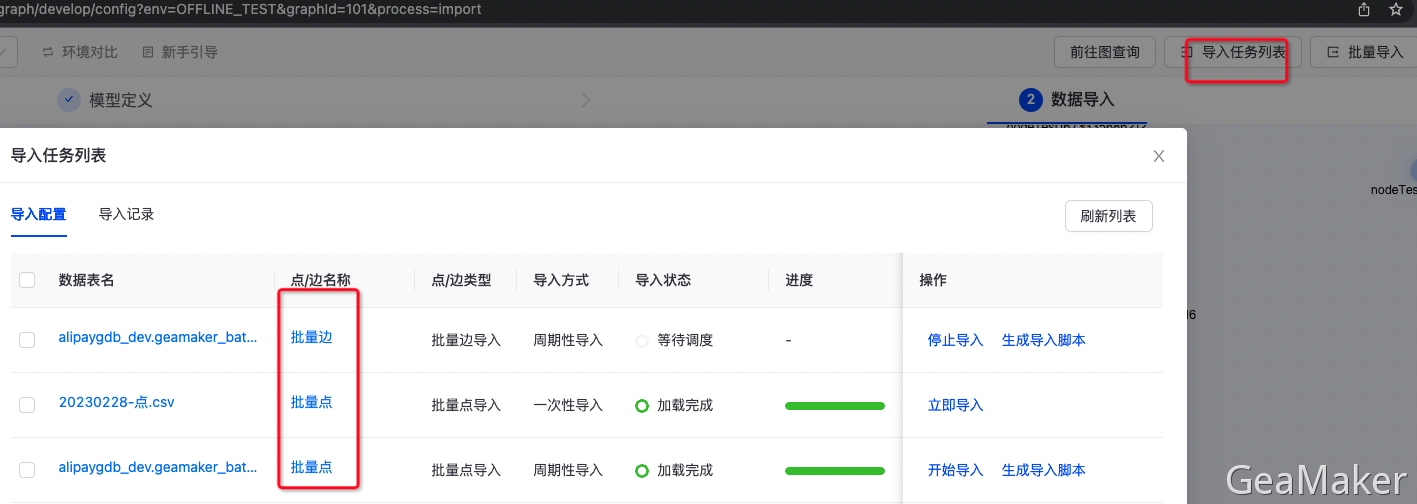 graph/develop/config?env=OFFLINE_TEST&graphId=101&process=import
环境对比 新手引导 前往图查询 导入任务列表 批量导入
模型定义 2 数据导入
导入任务列表
nodeTes
导入配置 导入记录 刷新列表
数据表名 点/边名称 点/边类型 导入方式 导入状态 进度 操作
alipaygdb_dev.geamaker_bat... 批量边 批量边导入 周期性导入 等待调度 - 停止导入 生成导入脚本
20230228-点.csv 批量点 批量点导入 一次性导入 加载完成 立即导入
alipaygdb_dev.geamaker_bat... 批量点 批量点导入 周期性导入 加载完成 开始导入 生成导入脚本
GeaMaker